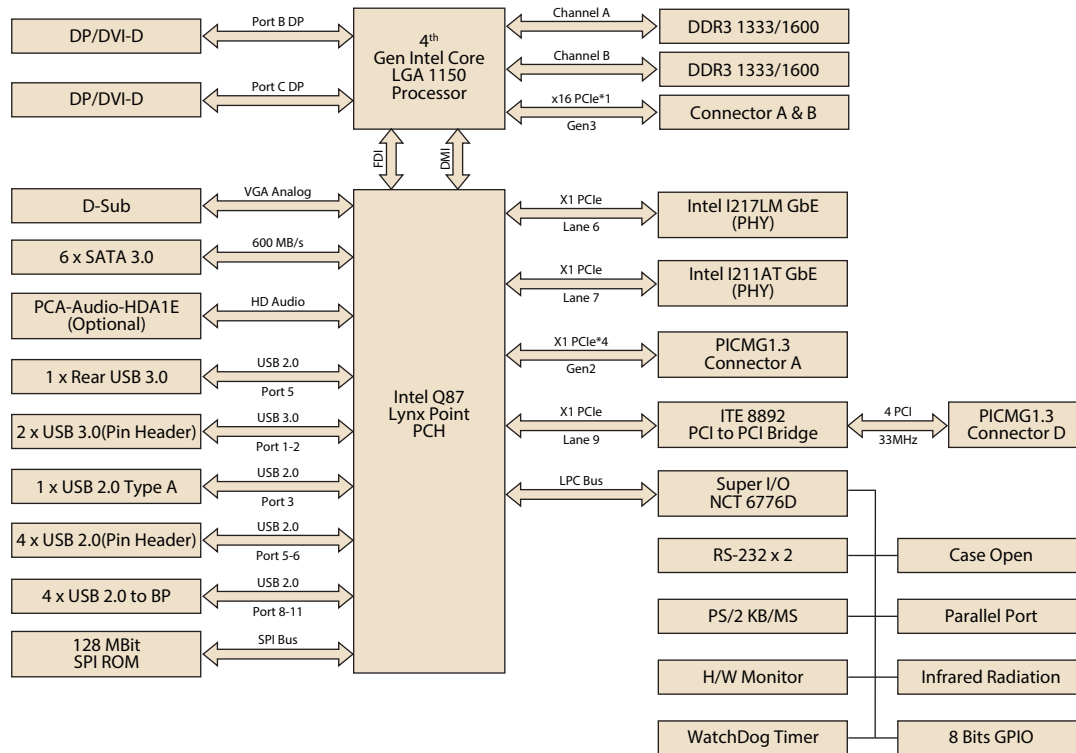 DP/DVI-D
Port B DP
DP/DVI-D
Port C DP
4th
Gen Intel Core
LGA 1150
Processor
Channel A
DDR3 1333/1600
Channel B
DDR3 1333/1600
x16 PCIe*1
Gen3
Connector A & B
FDI
DMI
D-Sub
VGA Analog
6 x SATA 3.0
600 MB/s
PCA-Audio-HDA1E
(Optional)
HD Audio
1 x Rear USB 3.0
USB 2.0
Port 5
2 x USB 3.0(Pin Header)
USB 3.0
Port 1-2
1 x USB 2.0 Type A
USB 2.0
Port 3
4 x USB 2.0(Pin Header)
USB 2.0
Port 5-6
4 x USB 2.0 to BP
USB 2.0
Port 8-11
128 MBit
SPI ROM
SPI Bus
Intel Q87
Lynx Point
PCH
X1 PCIe
Lane 6
Intel I217LM GbE
(PHY)
X1 PCIe
Lane 7
Intel I211AT GbE
(PHY)
X1 PCIe*4
Gen2
PICMG1.3
Connector A
X1 PCIe
Lane 9
ITE 8892
PCI to PCI Bridge
4 PCI
33MHz
PICMG1.3
Connector D
LPC Bus
Super I/O
NCT 6776D
RS-232 x 2
Case Open
PS/2 KB/MS
Parallel Port
H/W Monitor
Infrared Radiation
WatchDog Timer
8 Bits GPIO